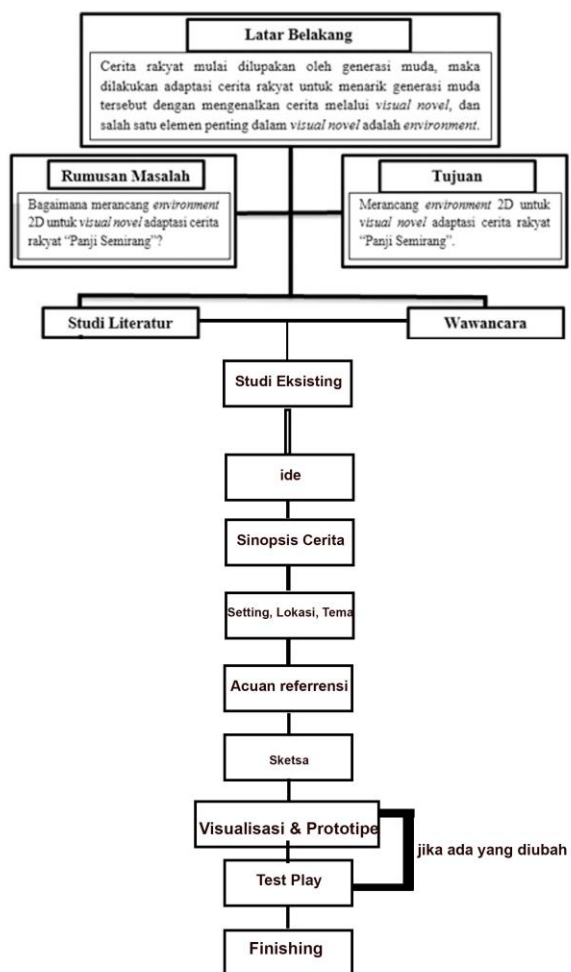 Latar Belakang
Cerita rakyat mulai dilupakan oleh generasi muda, maka
dilakukan adaptasi cerita rakyat untuk menarik generasi muda
tersebut dengan mengenalkan cerita melalui visual novel, dan
salah satu elemen penting dalam visual novel adalah environment.
Rumusan Masalah
Bagaimana merancang environment
2D untuk visual novel adaptasi cerita
rakyat “Panji Semirang”?
Tujuan
Merancang environment 2D untuk
visual novel adaptasi cerita rakyat
“Panji Semirang”.
Studi Literatur
Wawancara
Studi Eksisting
ide
Sinopsis Cerita
Setting, Lokasi, Tema
Acuan referrensi
Sketsa
Visualisasi & Prototipe
jika ada yang diubah
Test Play
Finishing